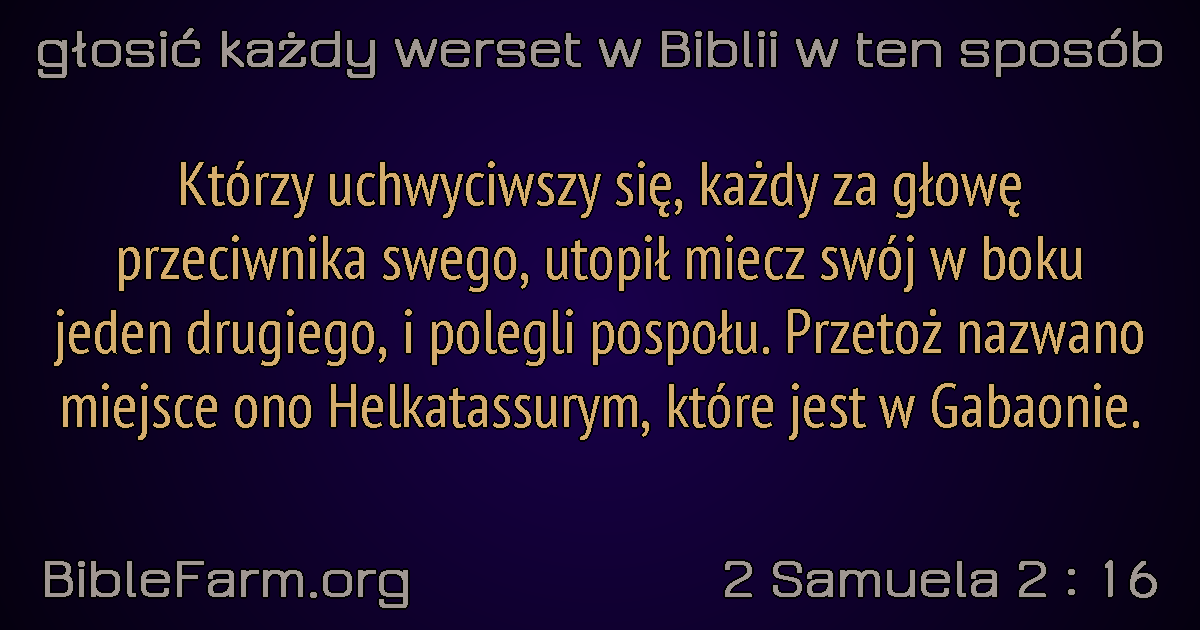 głosić każdy werset w Biblii w ten sposób
Którzy uchwyciwszy się, każdy za głowę
przeciwnika swego, utopił miecz swój w boku
jeden drugiego, i polegli pospołu. Przetoż nazwano
miejsce ono Helkatassurym, które jest w Gabaonie.
BibleFarm.org
2 Samuela 2 : 16